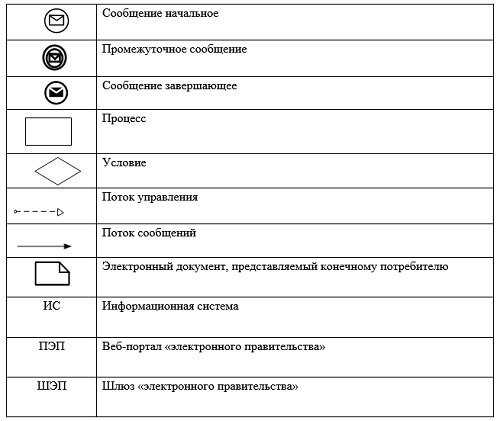 Сообщение начальное
Промежуточное сообщение
Сообщение завершающее
Процесс
Условие
Поток управления
Поток сообщений
Электронный документ, представляемый конечному потребителю
ИС Информационная система
ПЭП Веб-портал «электронного правительства»
ШЭП Шлюз «электронного правительства»